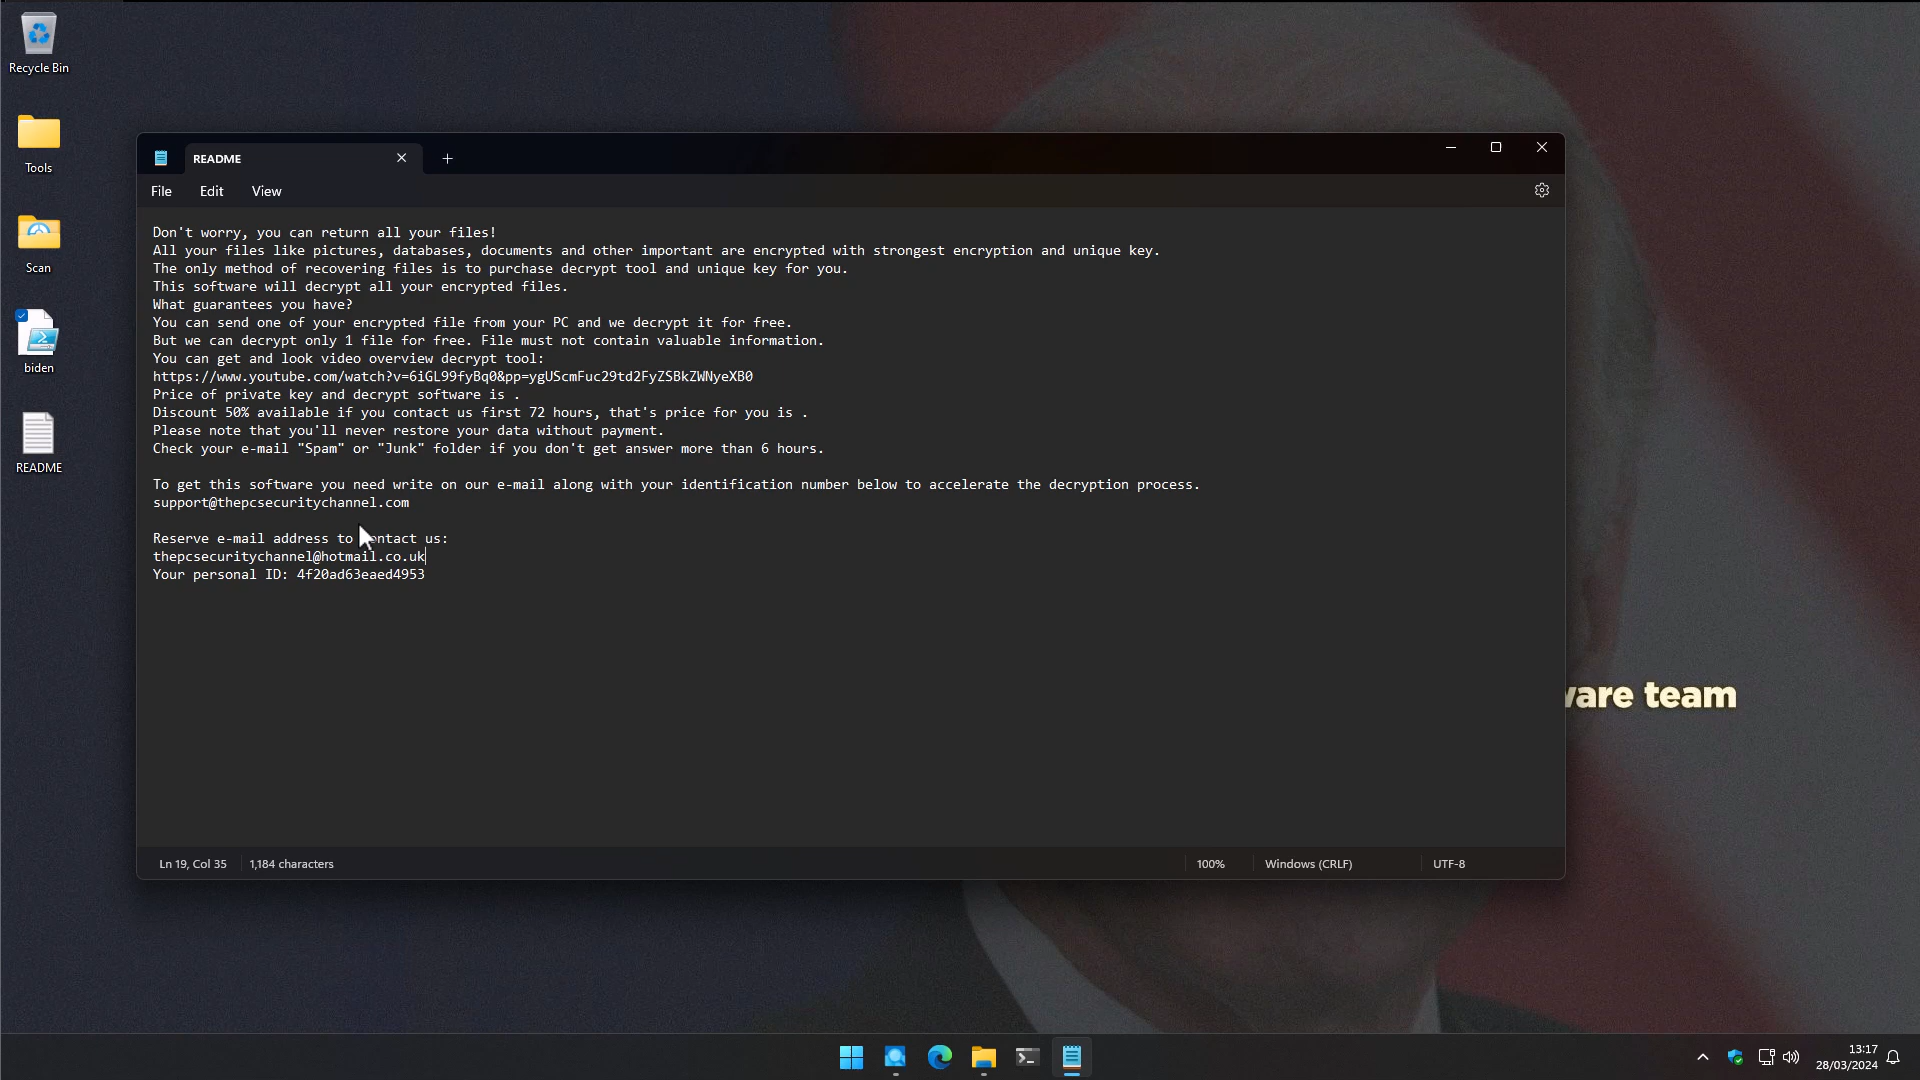 Recycle Bin
Tools
Scan
biden
README
README
File Edit View
Don't worry, you can return all your files!
All your files like pictures, databases, documents and other important are encrypted with strongest encryption and unique key.
The only method of recovering files is to purchase decrypt tool and unique key for you.
This software will decrypt all your encrypted files.
What guarantees you have?
You can send one of your encrypted file from your PC and we decrypt it for free.
But we can decrypt only 1 file for free. File must not contain valuable information.
You can get and look video overview decrypt tool:
https://www.youtube.com/watch?v=6iGL99fyBq0&pp=ygUScmFuc29td2FyZSBkZWNyeXB0
Price of private key and decrypt software is .
Discount 50% available if you contact us first 72 hours, that's price for you is .
Please note that you'll never restore your data without payment.
Check your e-mail "Spam" or "Junk" folder if you don't get answer more than 6 hours.
To get this software you need write on our e-mail along with your identification number below to accelerate the decryption process.
support@thepcsecuritychannel.com
Reserve e-mail address to contact us:
thepcsecuritychannel@hotmail.co.uk
Your personal ID: 4f20ad63eaed4953
ware team
Ln 19, Col 35 1,184 characters 100% Windows (CRLF) UTF-8
13:17
28/03/2024